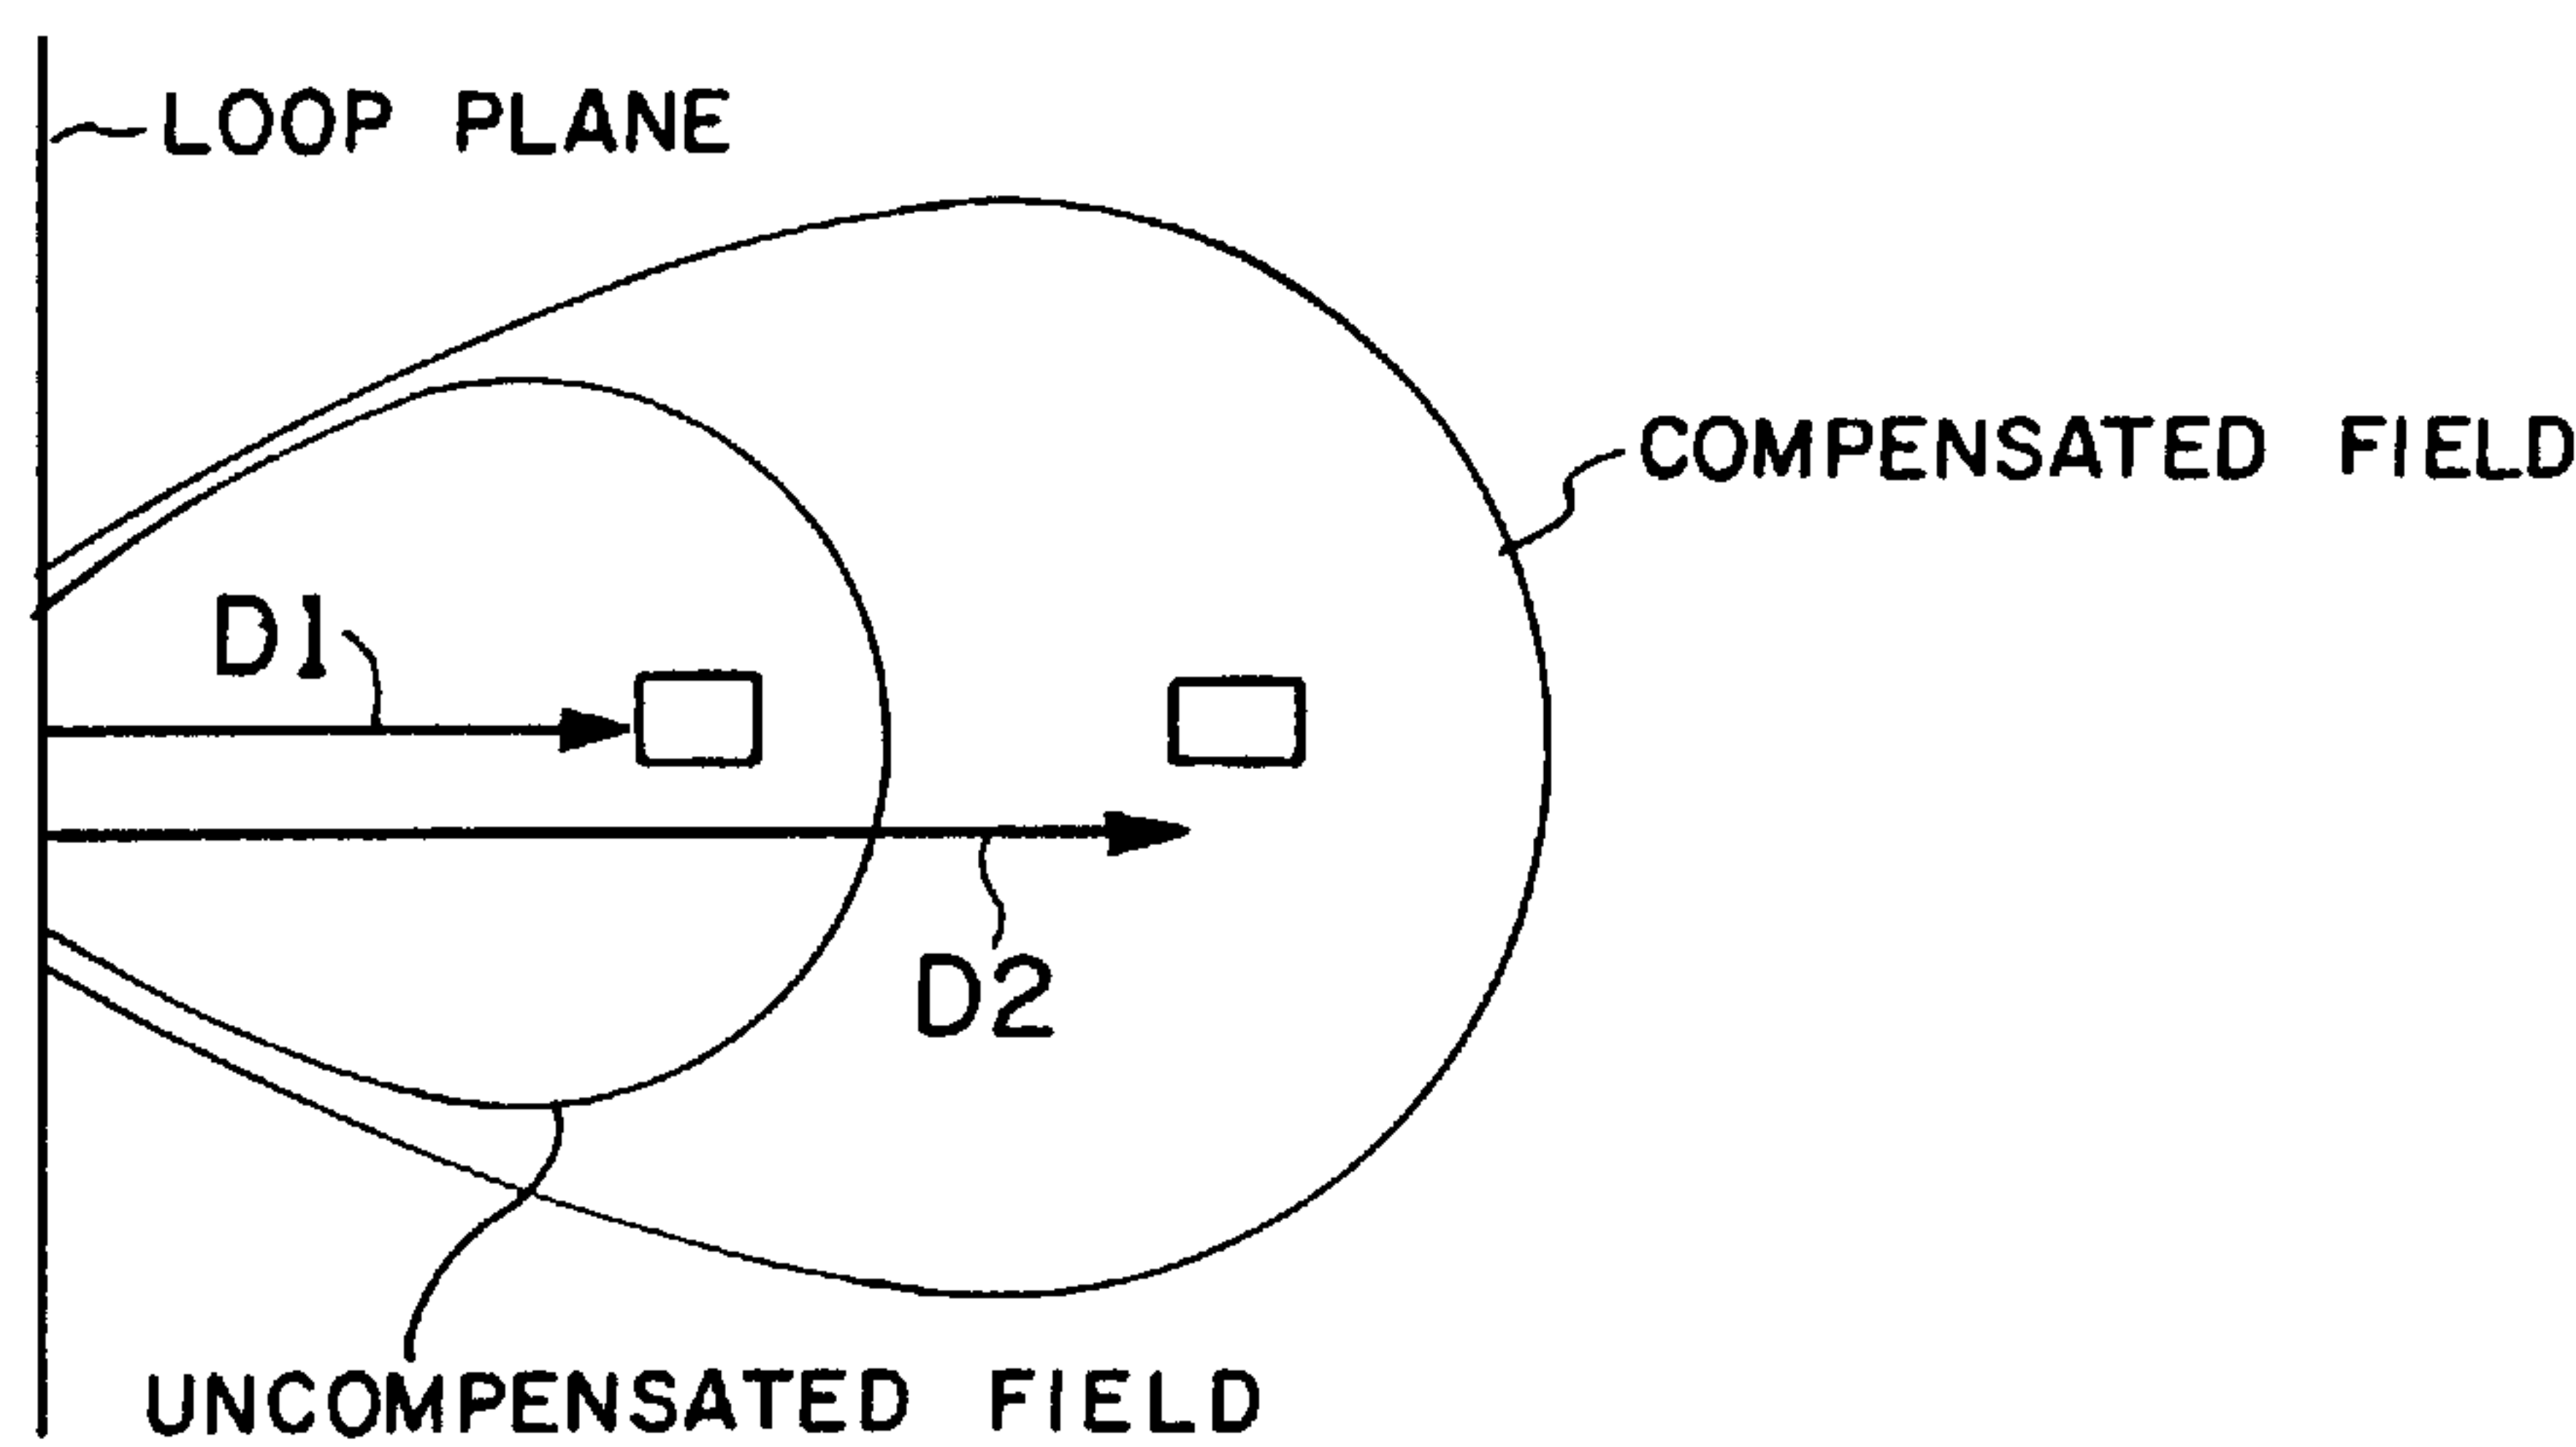 LOOP PLANE
COMPENSATED FIELD
D1
D2
UNCOMPENSATED FIELD